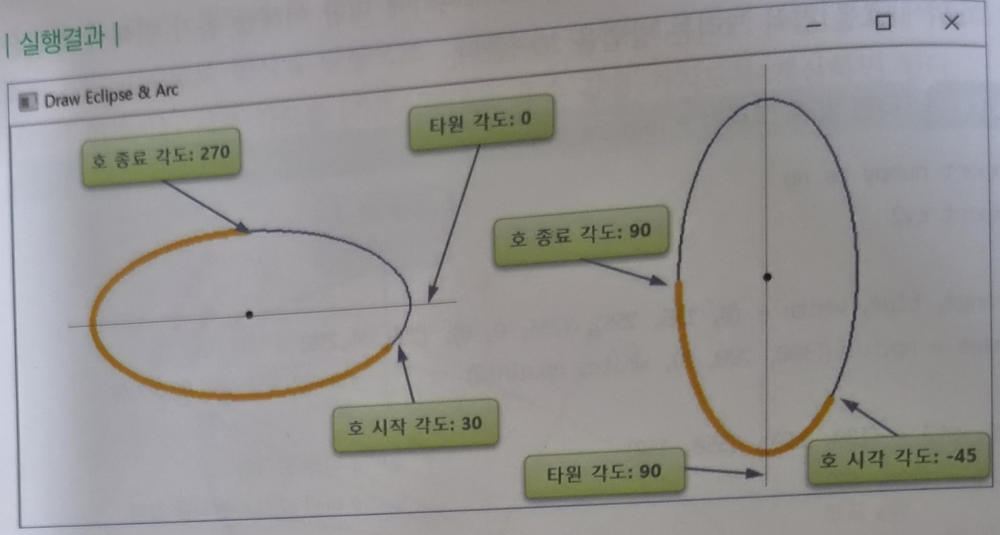 | 실행결과 |
Draw Eclipse & Arc
호 종료 각도: 270
타원 각도: 0
호 종료 각도: 90
호 시작 각도: 30
타원 각도: 90
호 시각 각도: -45